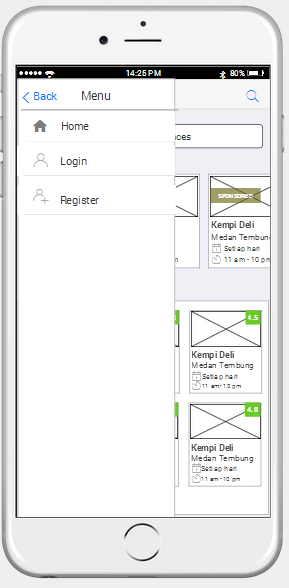 14:25 PM
80%
Back
Menu
Home
Login
Register
Kempi Deli
Medan Tembung
Setiap hari
11 am - 10 pm
4.5
Kempi Deli
Medan Tembung
Setiap hari
11 am - 10 pm
4.8
Kempi Deli
Medan Tembung
Setiap hari
11 am - 10 pm